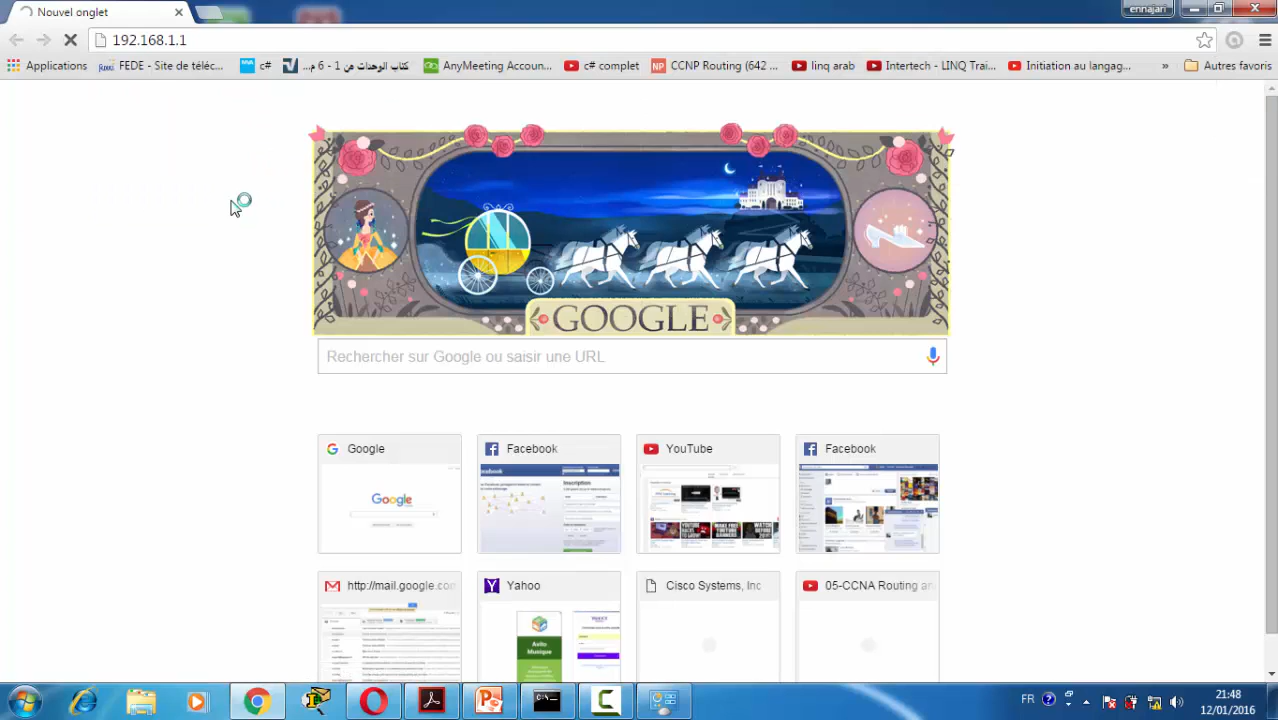 Nouvel onglet
ennajari
192.168.1.1
Applications
FEDE - Site de téléc...
c#
كتاب الوحدات هن 1 - 6 م...
AnyMeeting Accoun...
c# complet
CCNP Routing (642 ...
linq arab
Intertech - LINQ Trai...
Initiation au langag...
»
Autres favoris
GOOGLE
Rechercher sur Google ou saisir une URL
Google
Facebook
YouTube
Facebook
http://mail.google.co
Yahoo
Cisco Systems, Inc
05-CCNA Routing an
Google
FR
21:48
12/01/2016